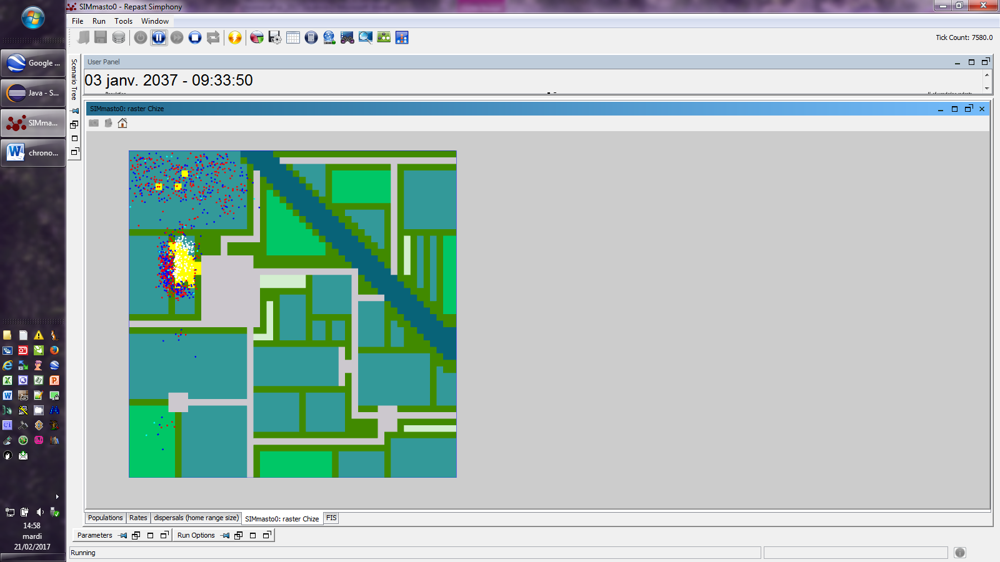 SIMmasto0 - Repast Simphony
File Run Tools Window
Tick Count: 7580.0
Google ...
Java - S...
SIMma...
chrono...
Scenario Tree
User Panel
03 janv. 2037 - 09:33:50
SIMmasto0: raster Chize
Populations Rates dispersals (home range size) SIMmasto0: raster Chize FIS
Parameters Run Options
Running
14:58
mardi
21/02/2017